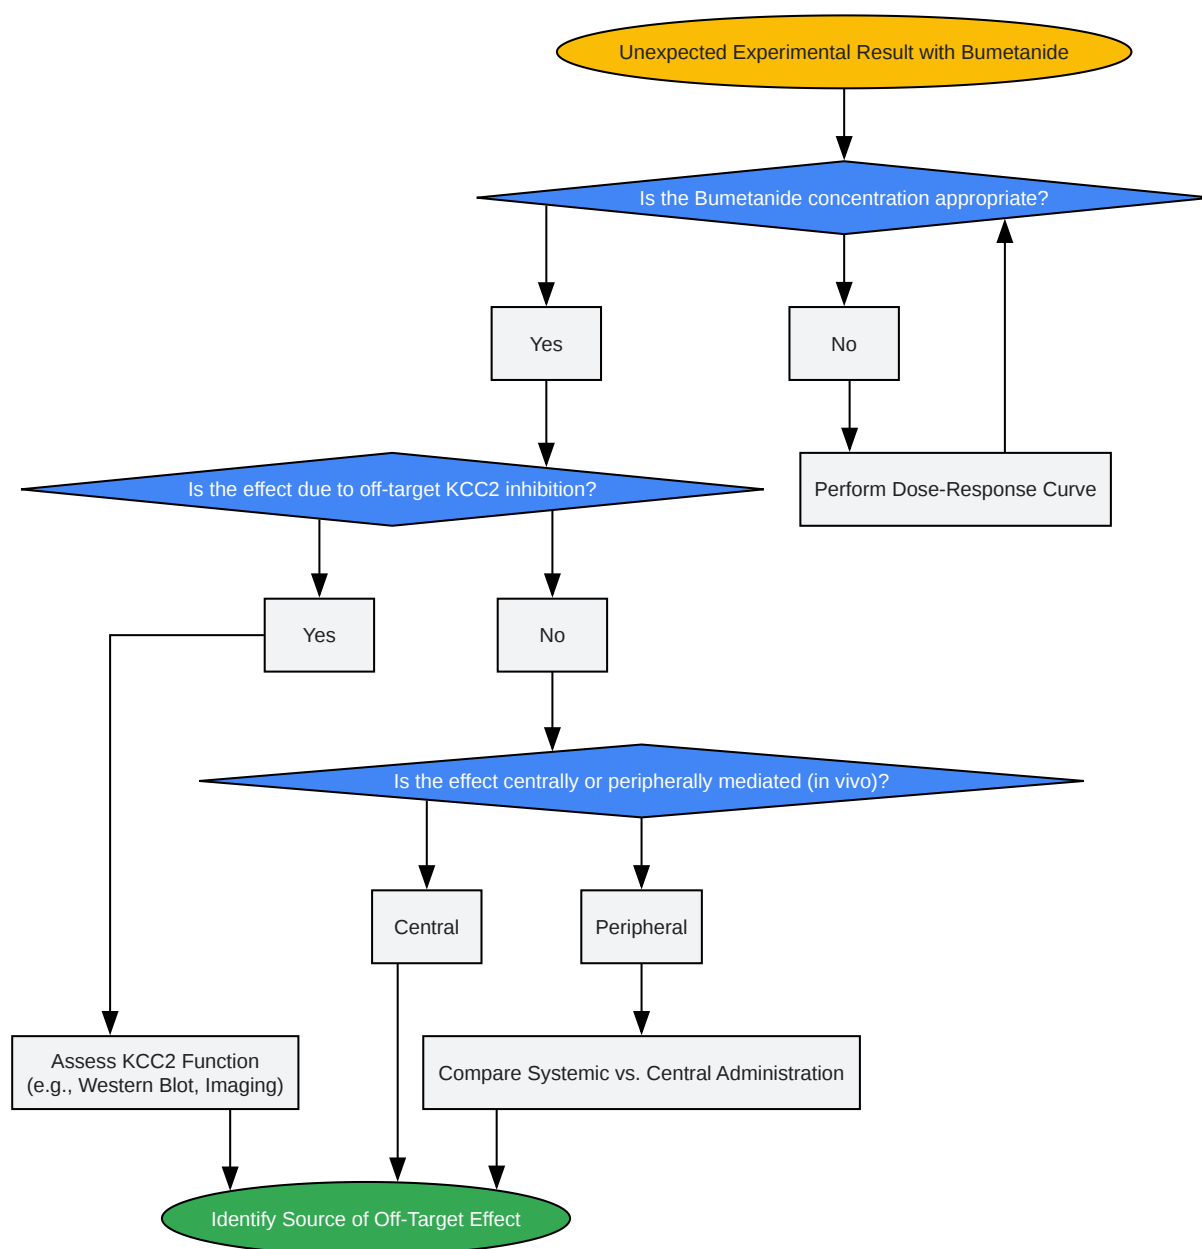 Unexpected Experimental Result with Bumetanide
Is the Bumetanide concentration appropriate?
Yes
No
Is the effect due to off-target KCC2 inhibition?
Perform Dose-Response Curve
Yes
No
Is the effect centrally or peripherally mediated (in vivo)?
Central
Peripheral
Assess KCC2 Function
(e.g., Western Blot, Imaging)
Compare Systemic vs. Central Administration
Identify Source of Off-Target Effect